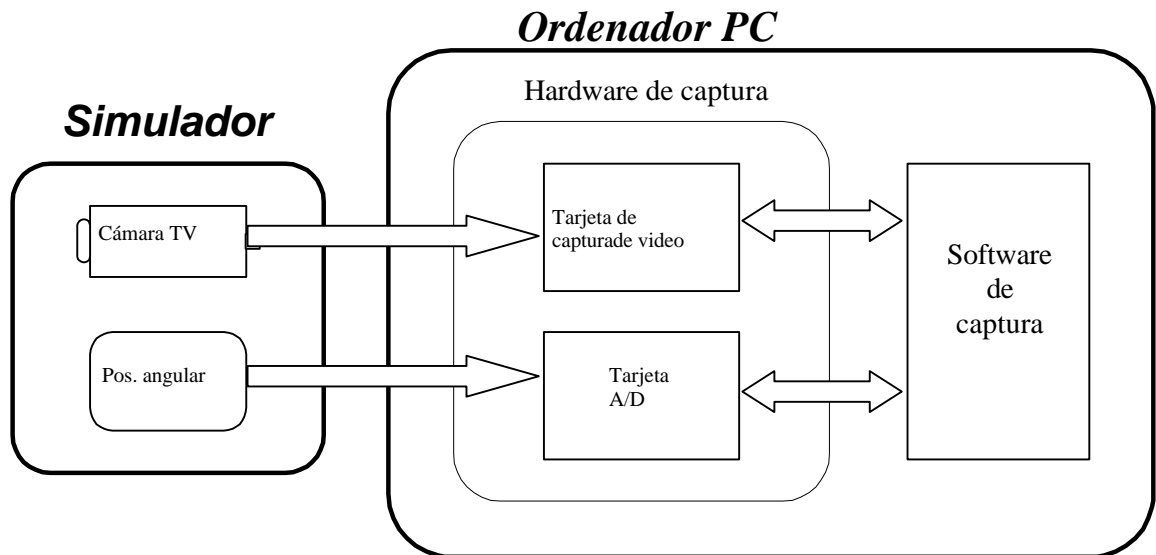 Ordenador PC
Hardware de captura
Simulador
Cámara TV
Tarjeta de
capturade video
Software
de
captura
Pos. angular
Tarjeta
A/D